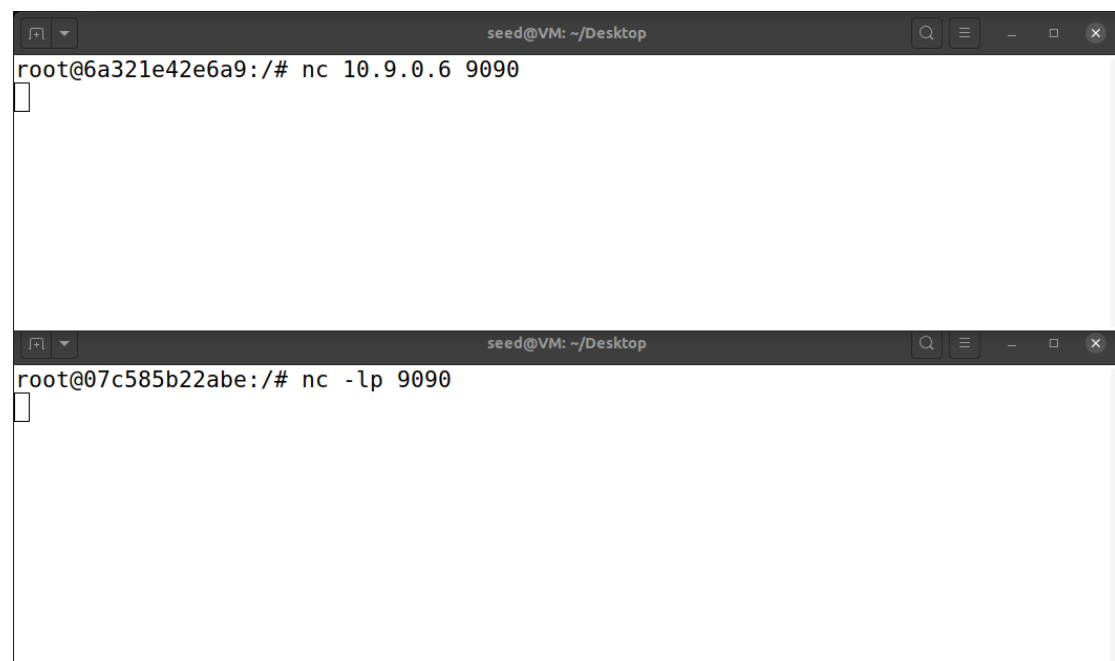 seed@VM: ~/Desktop
root@6a321e42e6a9:/# nc 10.9.0.6 9090
seed@VM: ~/Desktop
root@07c585b22abe:/# nc -lp 9090